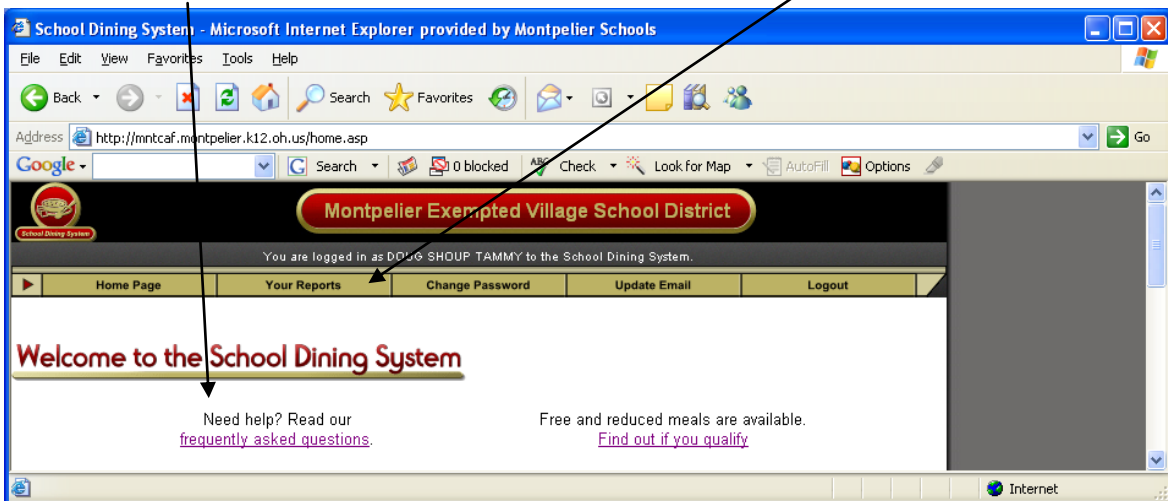 School Dining System - Microsoft Internet Explorer provided by Montpelier Schools
File Edit View Favorites Tools Help
Back Search Favorites
Address http://mntcaf.montpelier.k12.oh.us/home.asp Go
Google Search 0 blocked ABC Check Look for Map AutoFill Options
School Dining System
Montpelier Exempted Village School District
You are logged in as DOUG SHOUP TAMMY to the School Dining System.
Home Page Your Reports Change Password Update Email Logout
Welcome to the School Dining System
Need help? Read our
frequently asked questions.
Free and reduced meals are available.
Find out if you qualify
Internet